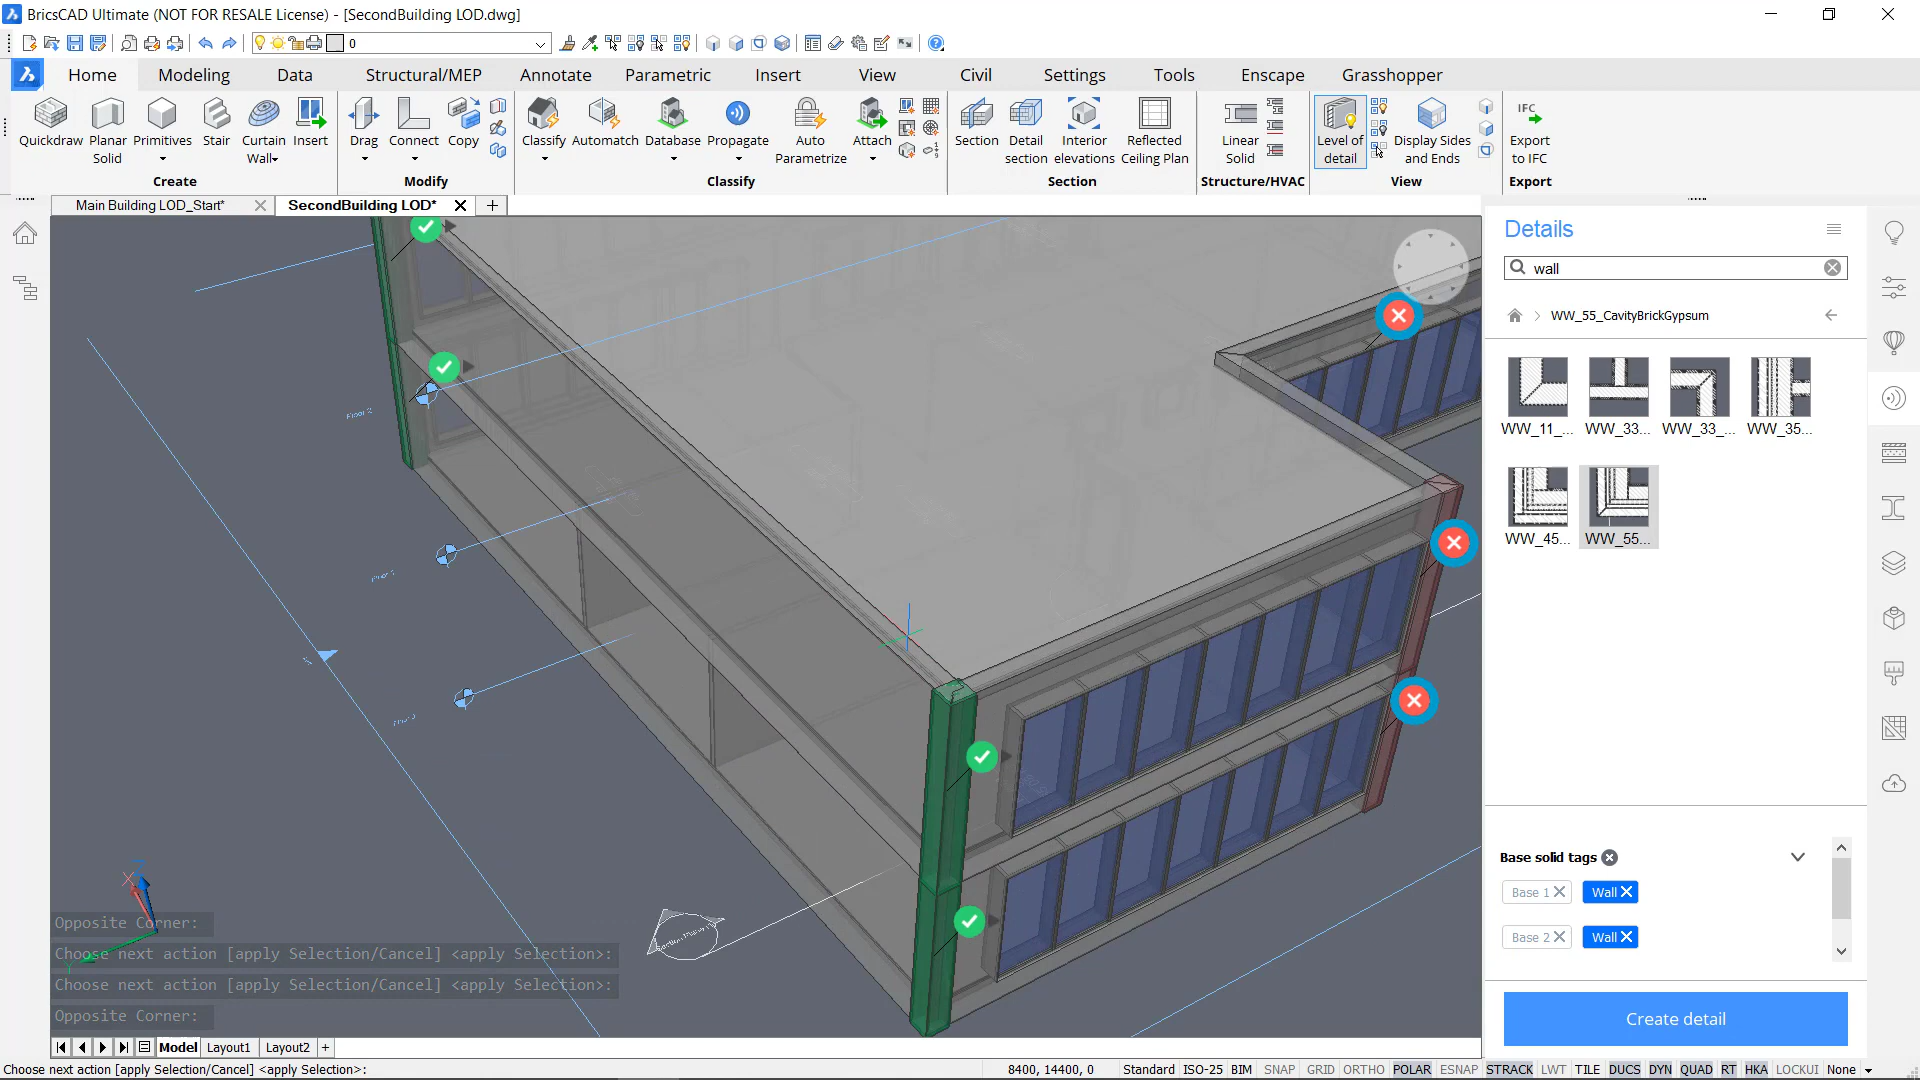 BricsCAD Ultimate (NOT FOR RESALE License) - [SecondBuilding LOD.dwg]
0
Home Modeling Data Structural/MEP Annotate Parametric Insert View Civil Settings Tools Enscape Grasshopper
Quickdraw Planar Solid Primitives Stair Curtain Wall Insert
Drag Connect Copy
Classify Automatch Database Propagate Auto Parametrize Attach
Section Detail section Interior elevations Reflected Ceiling Plan
Linear Solid
Level of detail Display Sides and Ends
IFC
Export to IFC
Create Modify Classify Section Structure/HVAC View Export
Main Building LOD_Start*
SecondBuilding LOD*
Details
wall
WW_55_CavityBrickGypsum
WW_11_... WW_33... WW_33_... WW_35...
WW_45... WW_55...
Floor 2
Base solid tags
Base 1 Wall
Base 2 Wall
Create detail
X
Z
Y
Opposite Corner:
Choose next action [apply Selection/Cancel] <apply Selection>:
Choose next action [apply Selection/Cancel] <apply Selection>:
Opposite Corner:
Model Layout1 Layout2 +
Choose next action [apply Selection/Cancel] <apply Selection>:
8400, 14400, 0 Standard ISO-25 BIM SNAP GRID ORTHO POLAR ESNAP STRACK LWT TILE DUCS DYN QUAD RT HKA LOCKUI None